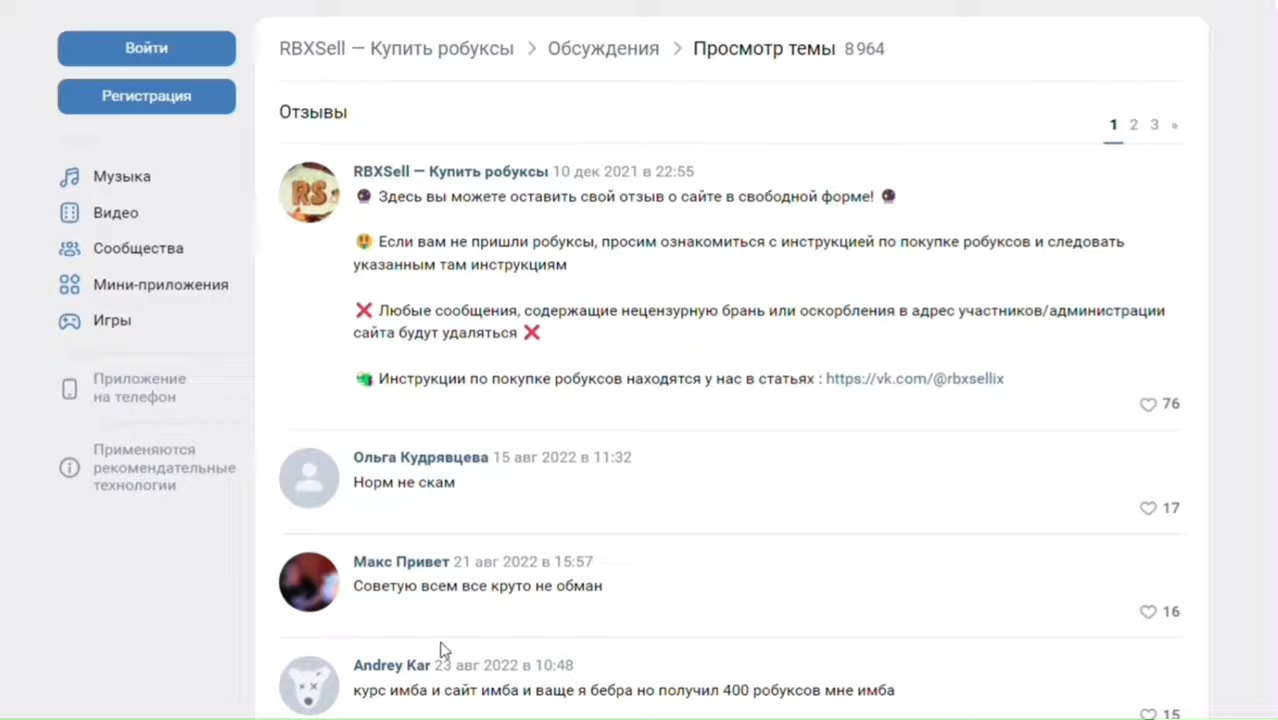 Войти
Регистрация
Музыка
Видео
Сообщества
Мини-приложения
Игры
Приложение
на телефон
Применяются
рекомендательные
технологии
RBXSell — Купить робуксы > Обсуждения > Просмотр темы 8 964
Отзывы
1 2 3 »
RS
RBXSell — Купить робуксы 10 дек 2021 в 22:55
🔮 Здесь вы можете оставить свой отзыв о сайте в свободной форме! 🔮
🤑 Если вам не пришли робуксы, просим ознакомиться с инструкцией по покупке робуксов и следовать
указанным там инструкциям
❌ Любые сообщения, содержащие нецензурную брань или оскорбления в адрес участников/администрации
сайта будут удаляться ❌
Инструкции по покупке робуксов находятся у нас в статьях : https://vk.com/@rbxsellix
76
Ольга Кудрявцева 15 авг 2022 в 11:32
Норм не скам
17
Макс Привет 21 авг 2022 в 15:57
Советую всем все круто не обман
16
Andrey Kar 23 авг 2022 в 10:48
курс имба и сайт имба и ваще я бебра но получил 400 робуксов мне имба
15